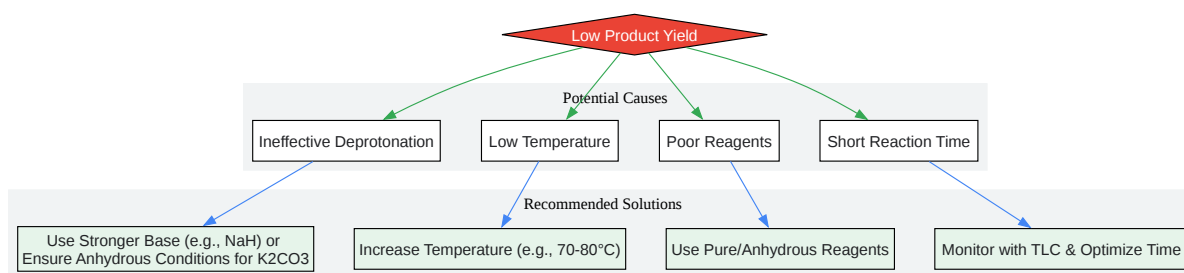 Low Product Yield
Potential Causes
Ineffective Deprotonation
Low Temperature
Poor Reagents
Short Reaction Time
Recommended Solutions
Use Stronger Base (e.g., NaH) or
Ensure Anhydrous Conditions for K2CO3
Increase Temperature (e.g., 70-80°C)
Use Pure/Anhydrous Reagents
Monitor with TLC & Optimize Time